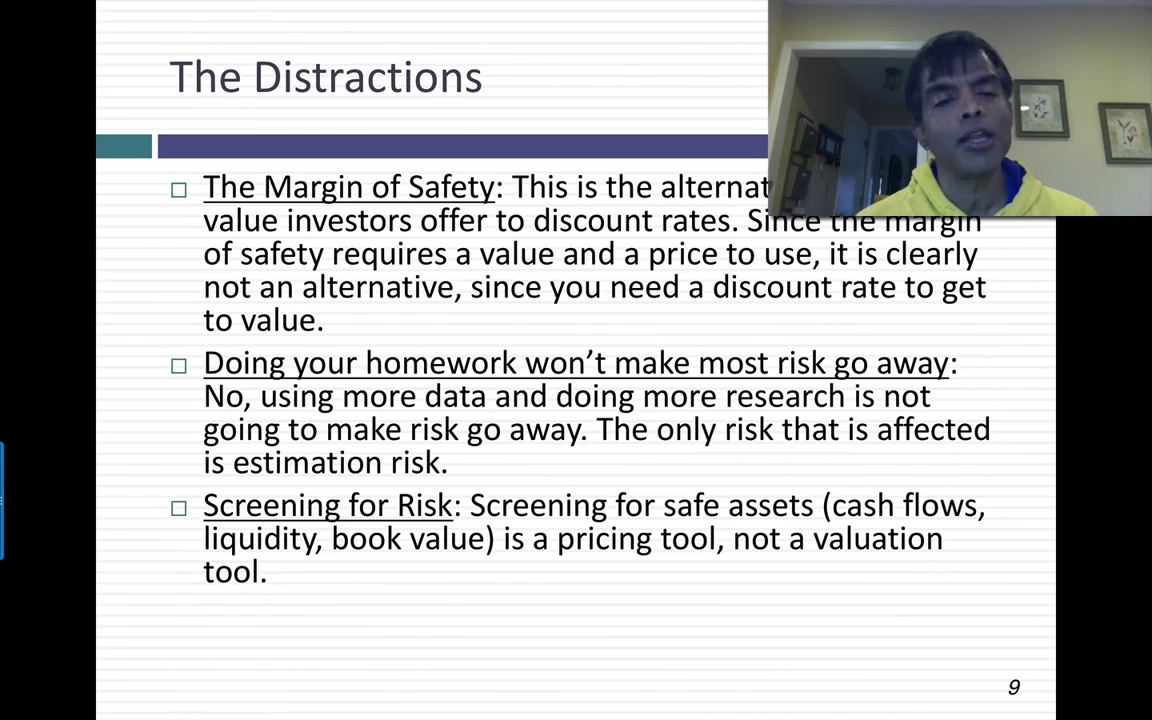 The Distractions
The Margin of Safety: This is the
value investors offer to discount rates. Since the margin
of safety requires a value and a price to use, it is clearly
not an alternative, since you need a discount rate to get
to value.
Doing your homework won't make most risk go away:
No, using more data and doing more research is not
going to make risk go away. The only risk that is affected
is estimation risk.
Screening for Risk: Screening for safe assets (cash flows,
liquidity, book value) is a pricing tool, not a valuation
tool.
9